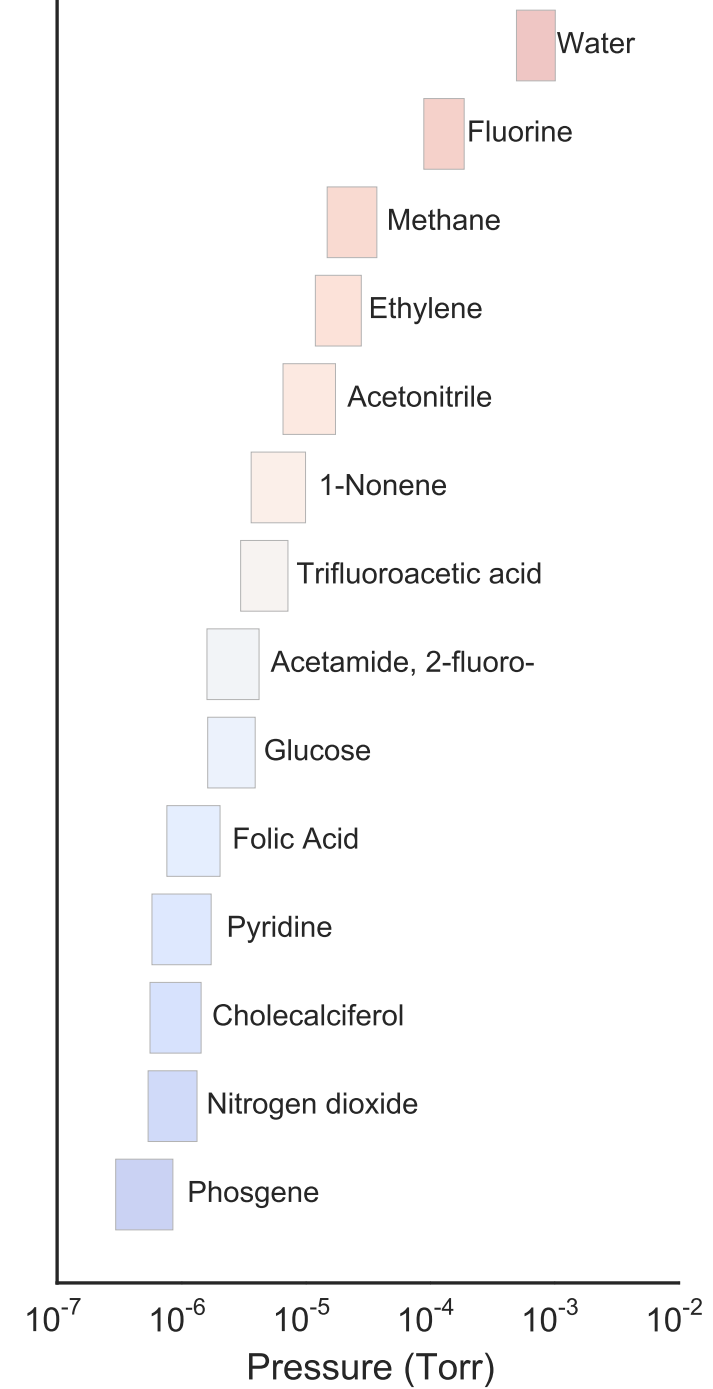 Water
Fluorine
Methane
Ethylene
Acetonitrile
1-Nonene
Trifluoroacetic acid
Acetamide, 2-fluoro-
Glucose
Folic Acid
Pyridine
Cholecalciferol
Nitrogen dioxide
Phosgene
10⁻⁷ 10⁻⁶ 10⁻⁵ 10⁻⁴ 10⁻³ 10⁻²
Pressure (Torr)